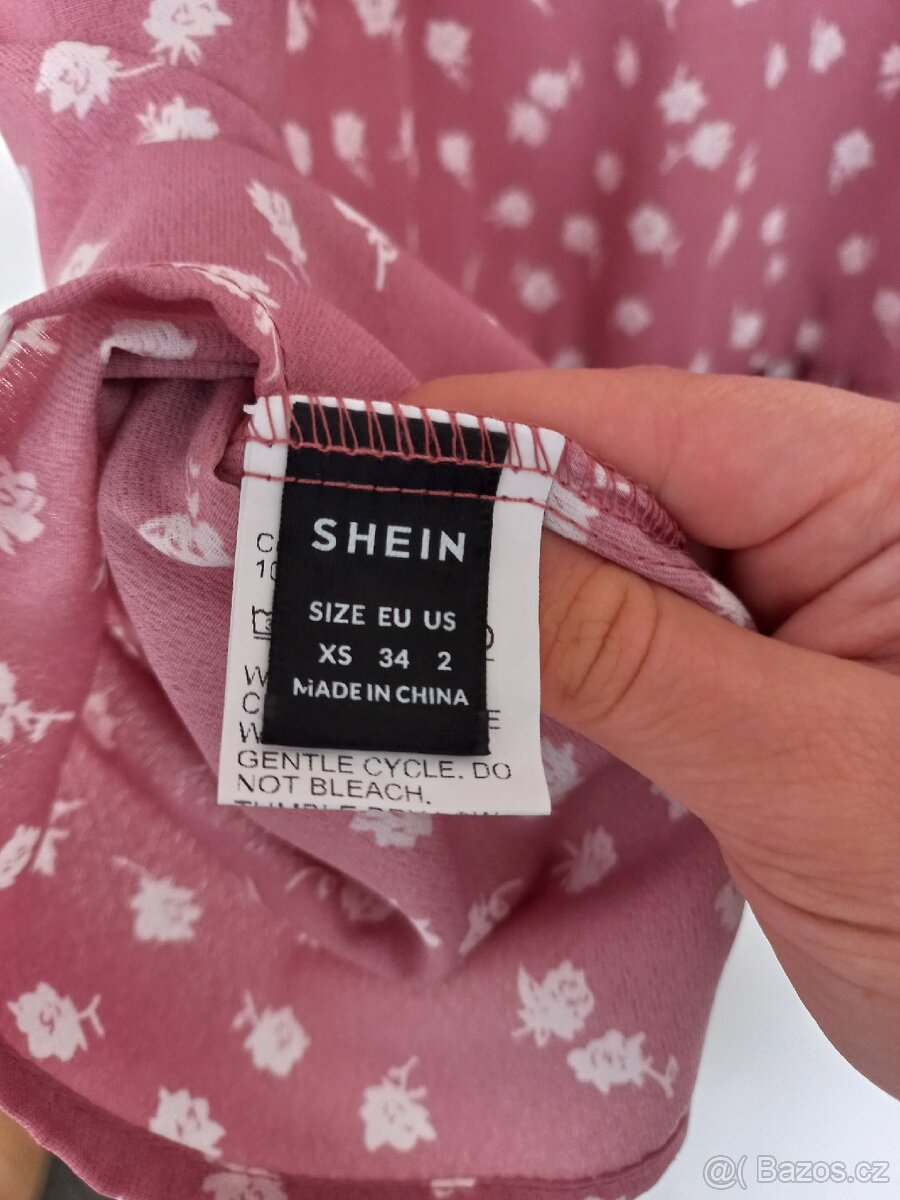 SHEIN
SIZE EU US
XS 34 2
MADE IN CHINA
GENTLE CYCLE. DO
NOT BLEACH.
@( Bazos.cz